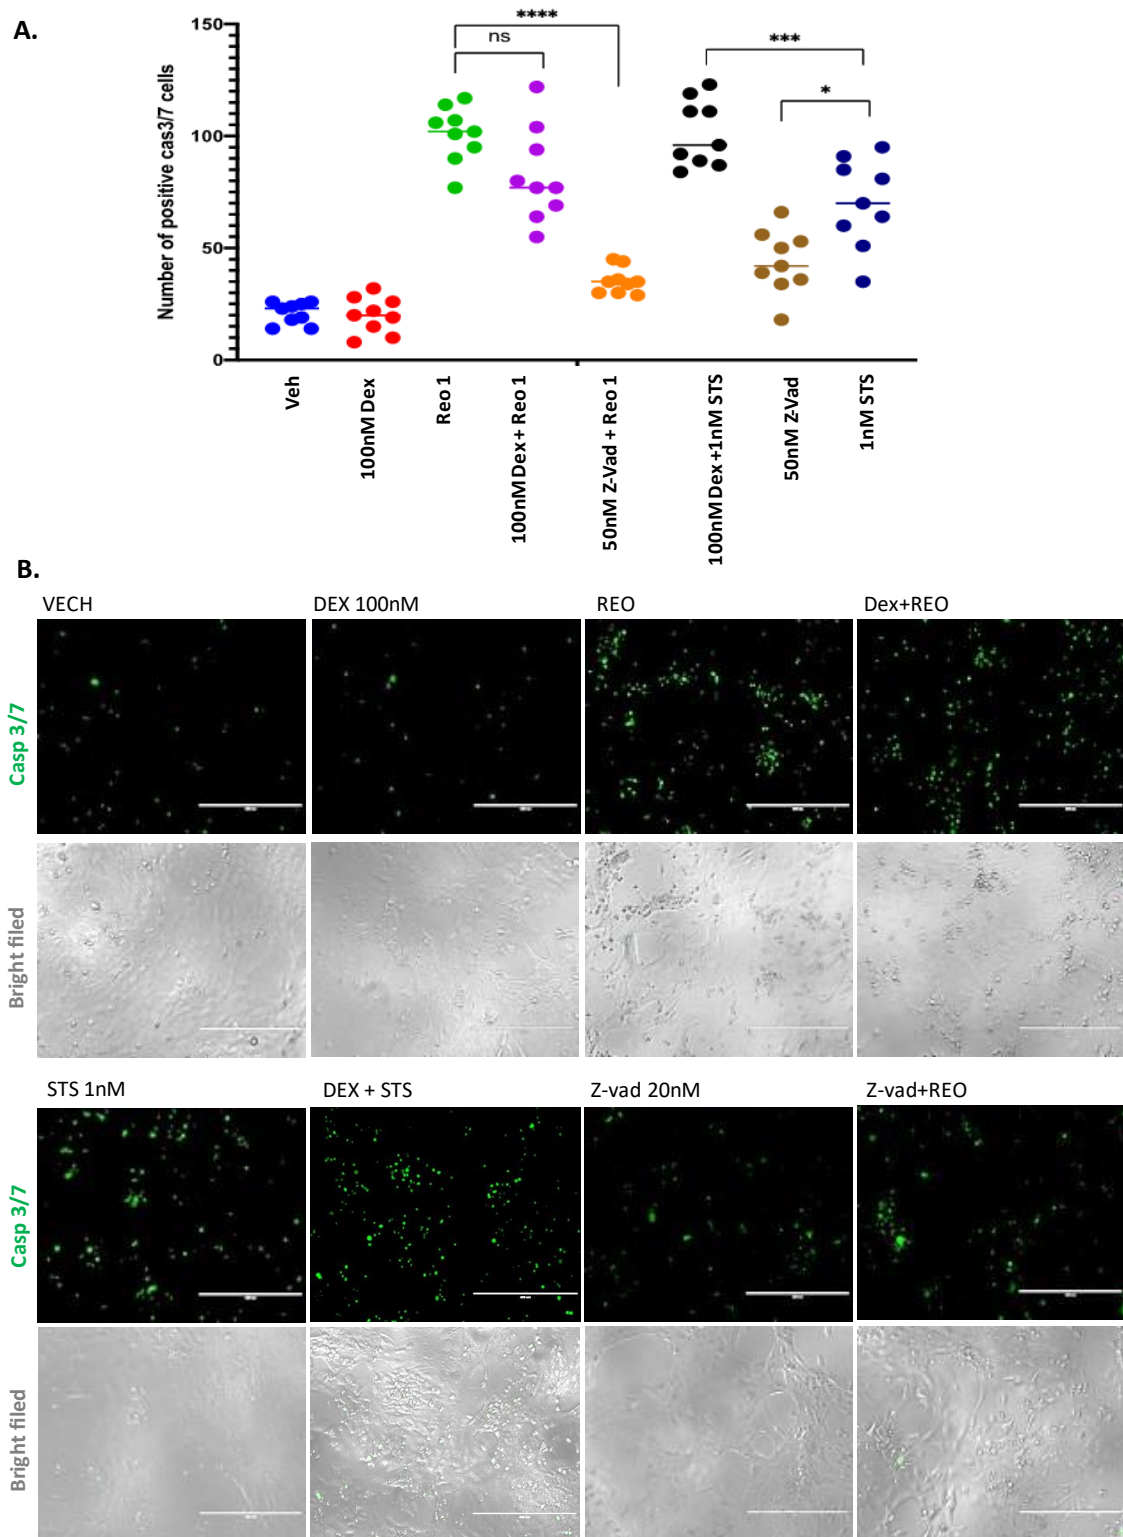 A.
Number of positive cas3/7 cells
150
100
50
0
****
ns
***
*
Veh
100nM Dex
Reo 1
100nM Dex+ Reo 1
50nM Z-Vad + Reo 1
100nM Dex +1nM STS
50nM Z-Vad
1nM STS
B.
VECH
DEX 100nM
REO
Dex+REO
Casp 3/7
Bright filed
STS 1nM
DEX + STS
Z-vad 20nM
Z-vad+REO
Casp 3/7
Bright filed